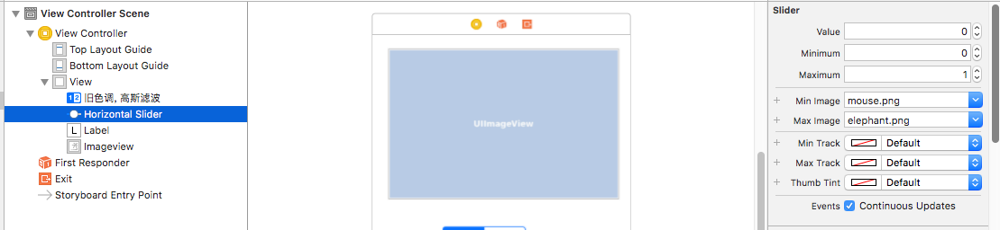 View Controller Scene
View Controller
Top Layout Guide
Bottom Layout Guide
View
1 2 旧色调, 高斯滤波
Horizontal Slider
L Label
Imageview
First Responder
Exit
Storyboard Entry Point
UIImageView
Slider
Value 0
Minimum 0
Maximum 1
+ Min Image mouse.png
+ Max Image elephant.png
+ Min Track Default
+ Max Track Default
+ Thumb Tint Default
Events Continuous Updates